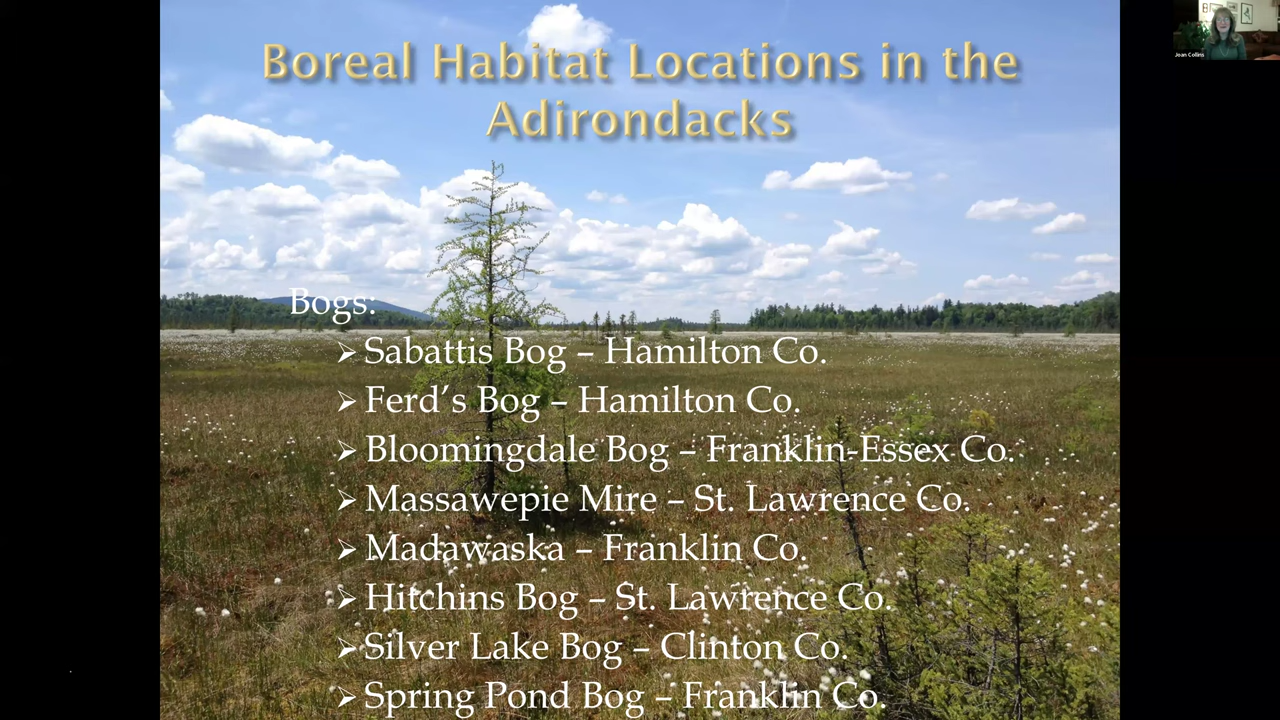 Boreal Habitat Locations in the
Adirondacks
Joan Collins
Bogs:
➢Sabattis Bog – Hamilton Co.
➢Ferd’s Bog – Hamilton Co.
➢Bloomingdale Bog – Franklin-Essex Co.
➢Massawepie Mire – St. Lawrence Co.
➢Madawaska – Franklin Co.
➢Hitchins Bog – St. Lawrence Co.
➢Silver Lake Bog – Clinton Co.
➢Spring Pond Bog – Franklin Co.